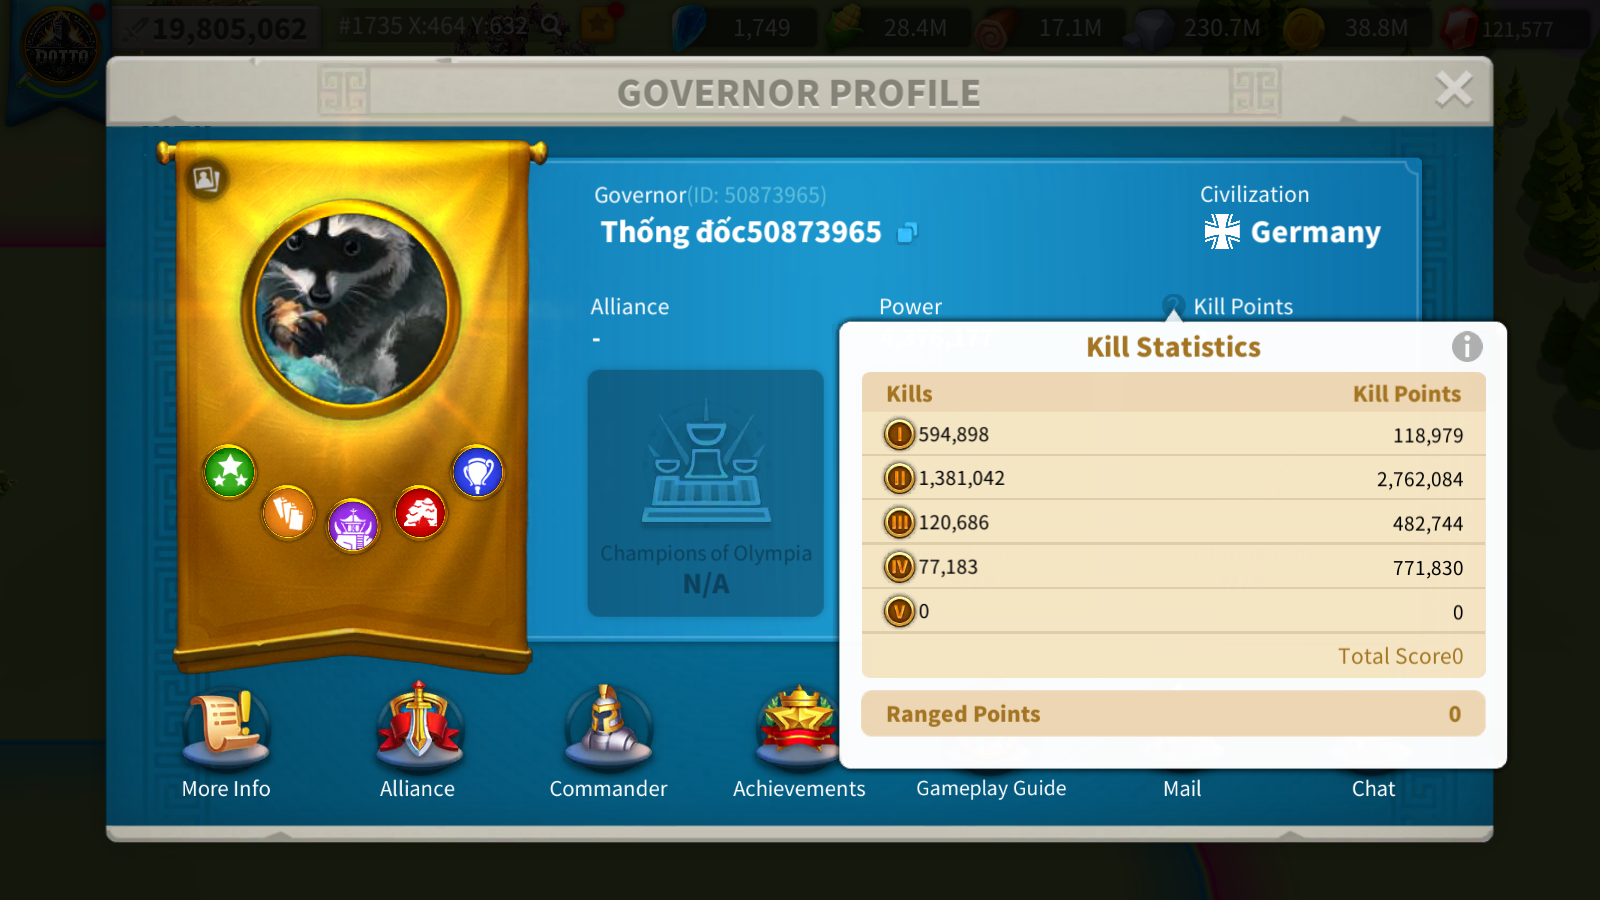 19,805,062
#1735 X:464 Y:632
1,749
28.4M
17.1M
230.7M
38.8M
121,577
GOVERNOR PROFILE
Governor(ID: 50873965)
Thống đốc50873965
Civilization
Germany
Alliance
-
Power
? Kill Points
Kill Statistics
Kills
Kill Points
I 594,898
118,979
II 1,381,042
2,762,084
III 120,686
482,744
IV 77,183
771,830
V 0
0
Total Score0
Ranged Points
0
Champions of Olympia
N/A
More Info
Alliance
Commander
Achievements
Gameplay Guide
Mail
Chat